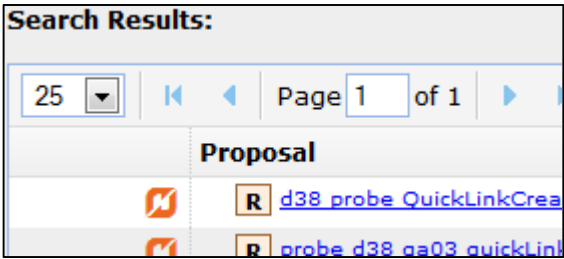 Search Results:
25 Page 1 of 1
Proposal
R d38 probe QuickLinkCrea
R probe d38 qa03 quickLink